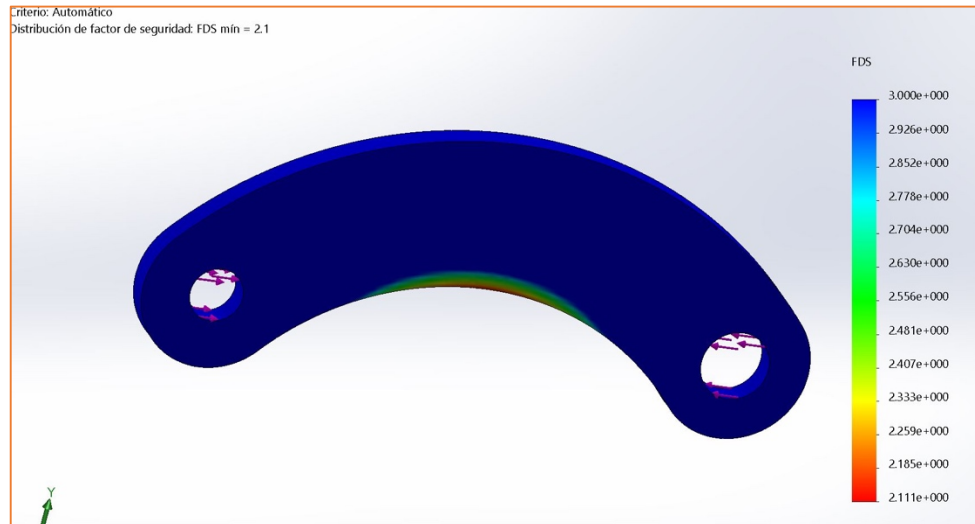 Criterio: Automático
Distribución de factor de seguridad: FDS mín = 2.1
FDS
3.000e+000
2.926e+000
2.852e+000
2.778e+000
2.704e+000
2.630e+000
2.556e+000
2.481e+000
2.407e+000
2.333e+000
2.259e+000
2.185e+000
2.111e+000
Y